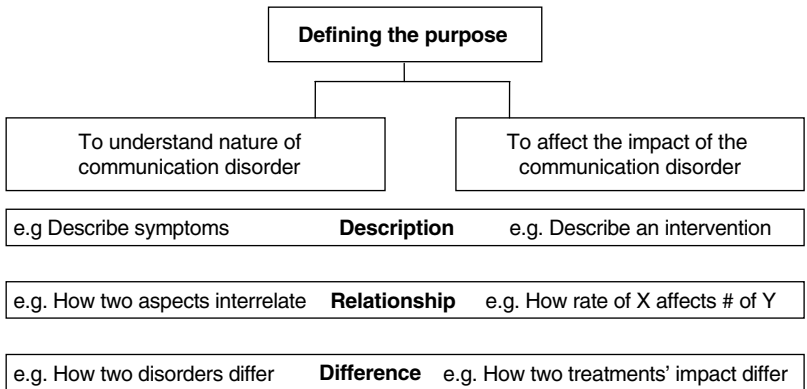 Defining the purpose
To understand nature of
communication disorder
To affect the impact of the
communication disorder
e.g Describe symptoms Description e.g. Describe an intervention
e.g. How two aspects interrelate Relationship e.g. How rate of X affects # of Y
e.g. How two disorders differ Difference e.g. How two treatments’ impact differ